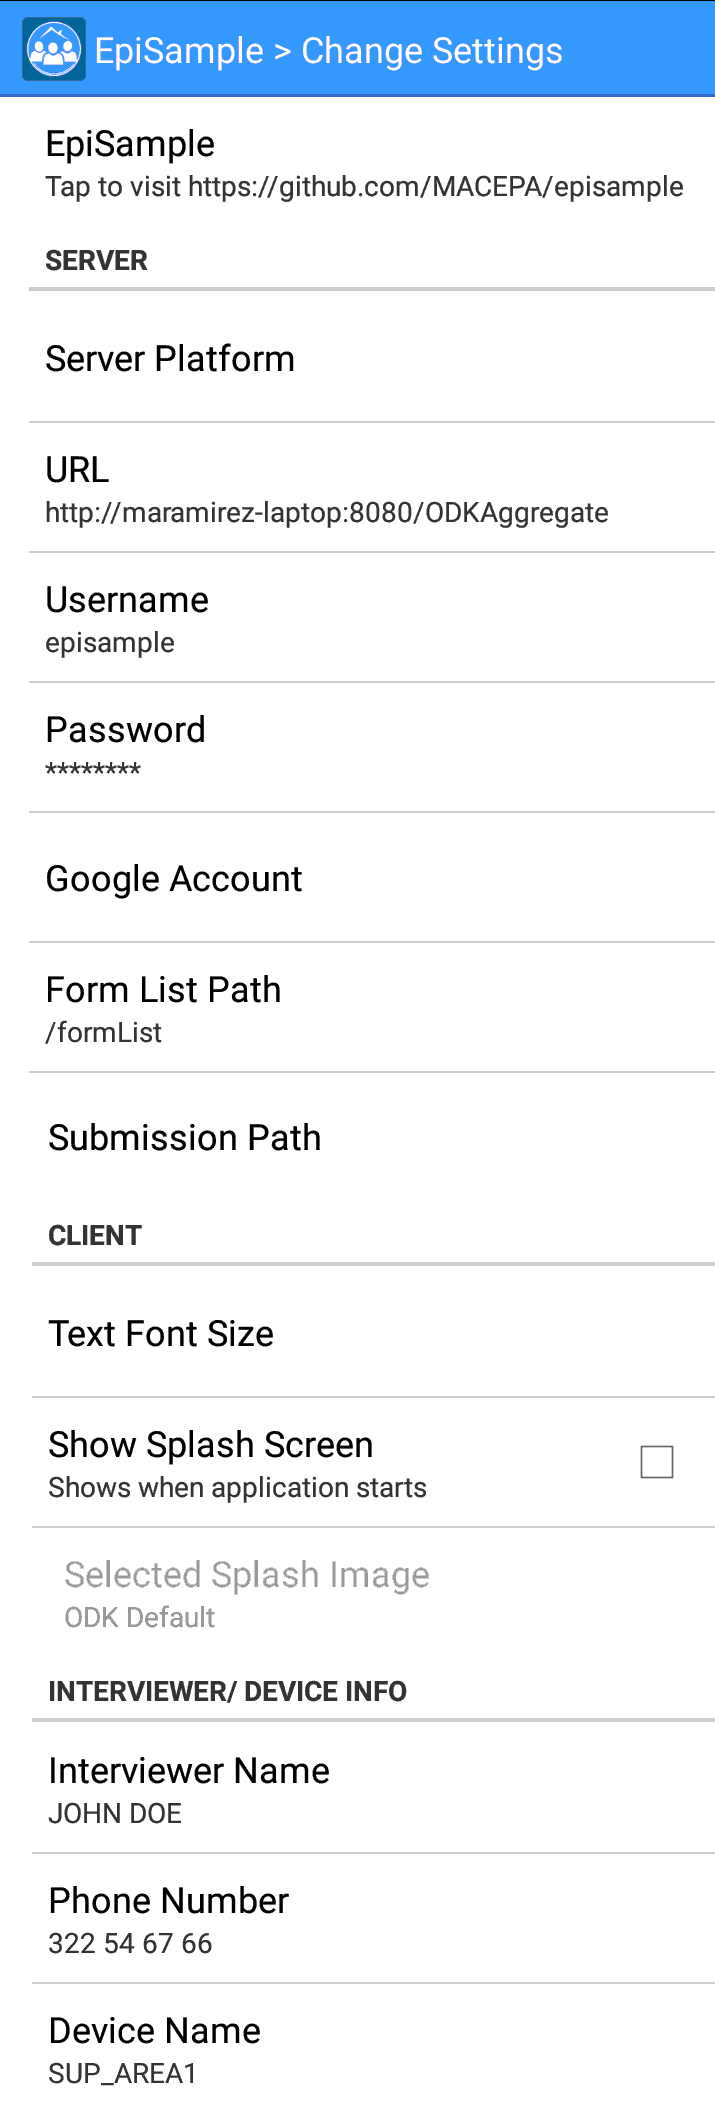 EpiSample > Change Settings
EpiSample
Tap to visit https://github.com/MACEPA/episample
SERVER
Server Platform
URL
http://maramirez-laptop:8080/ODKAggregate
Username
episample
Password
********
Google Account
Form List Path
/formList
Submission Path
CLIENT
Text Font Size
Show Splash Screen
Shows when application starts
Selected Splash Image
ODK Default
INTERVIEWER/ DEVICE INFO
Interviewer Name
JOHN DOE
Phone Number
322 54 67 66
Device Name
SUP_AREA1